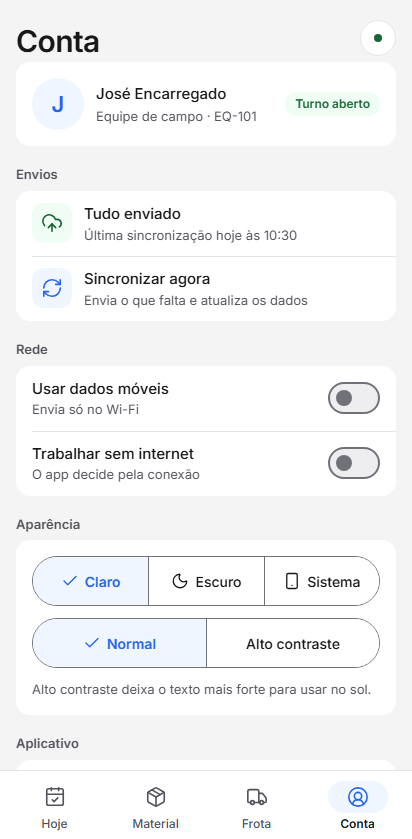 Conta
J
José Encarregado
Equipe de campo · EQ-101
Turno aberto
Envios
Tudo enviado
Última sincronização hoje às 10:30
Sincronizar agora
Envia o que falta e atualiza os dados
Rede
Usar dados móveis
Envia só no Wi-Fi
Trabalhar sem internet
O app decide pela conexão
Aparência
Claro
Escuro
Sistema
Normal
Alto contraste
Alto contraste deixa o texto mais forte para usar no sol.
Aplicativo
Hoje
Material
Frota
Conta